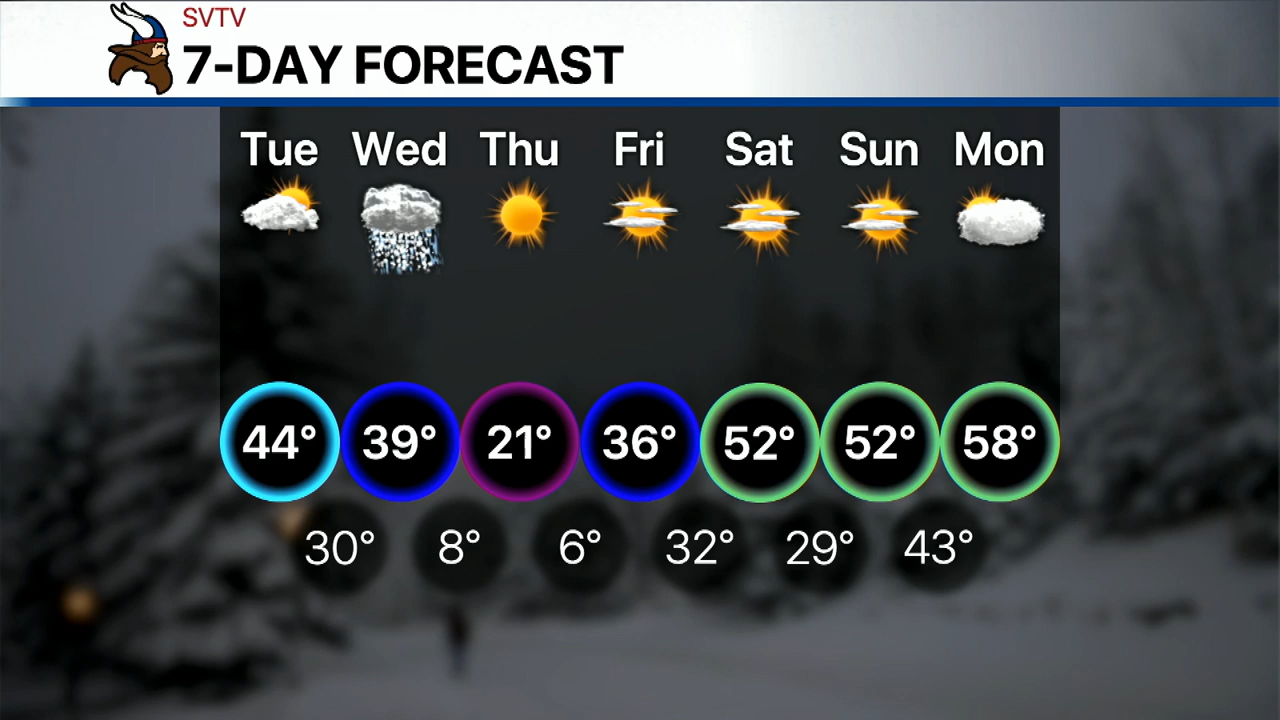 SVTV
7-DAY FORECAST
Tue Wed Thu Fri Sat Sun Mon
44° 39° 21° 36° 52° 52° 58°
30° 8° 6° 32° 29° 43°